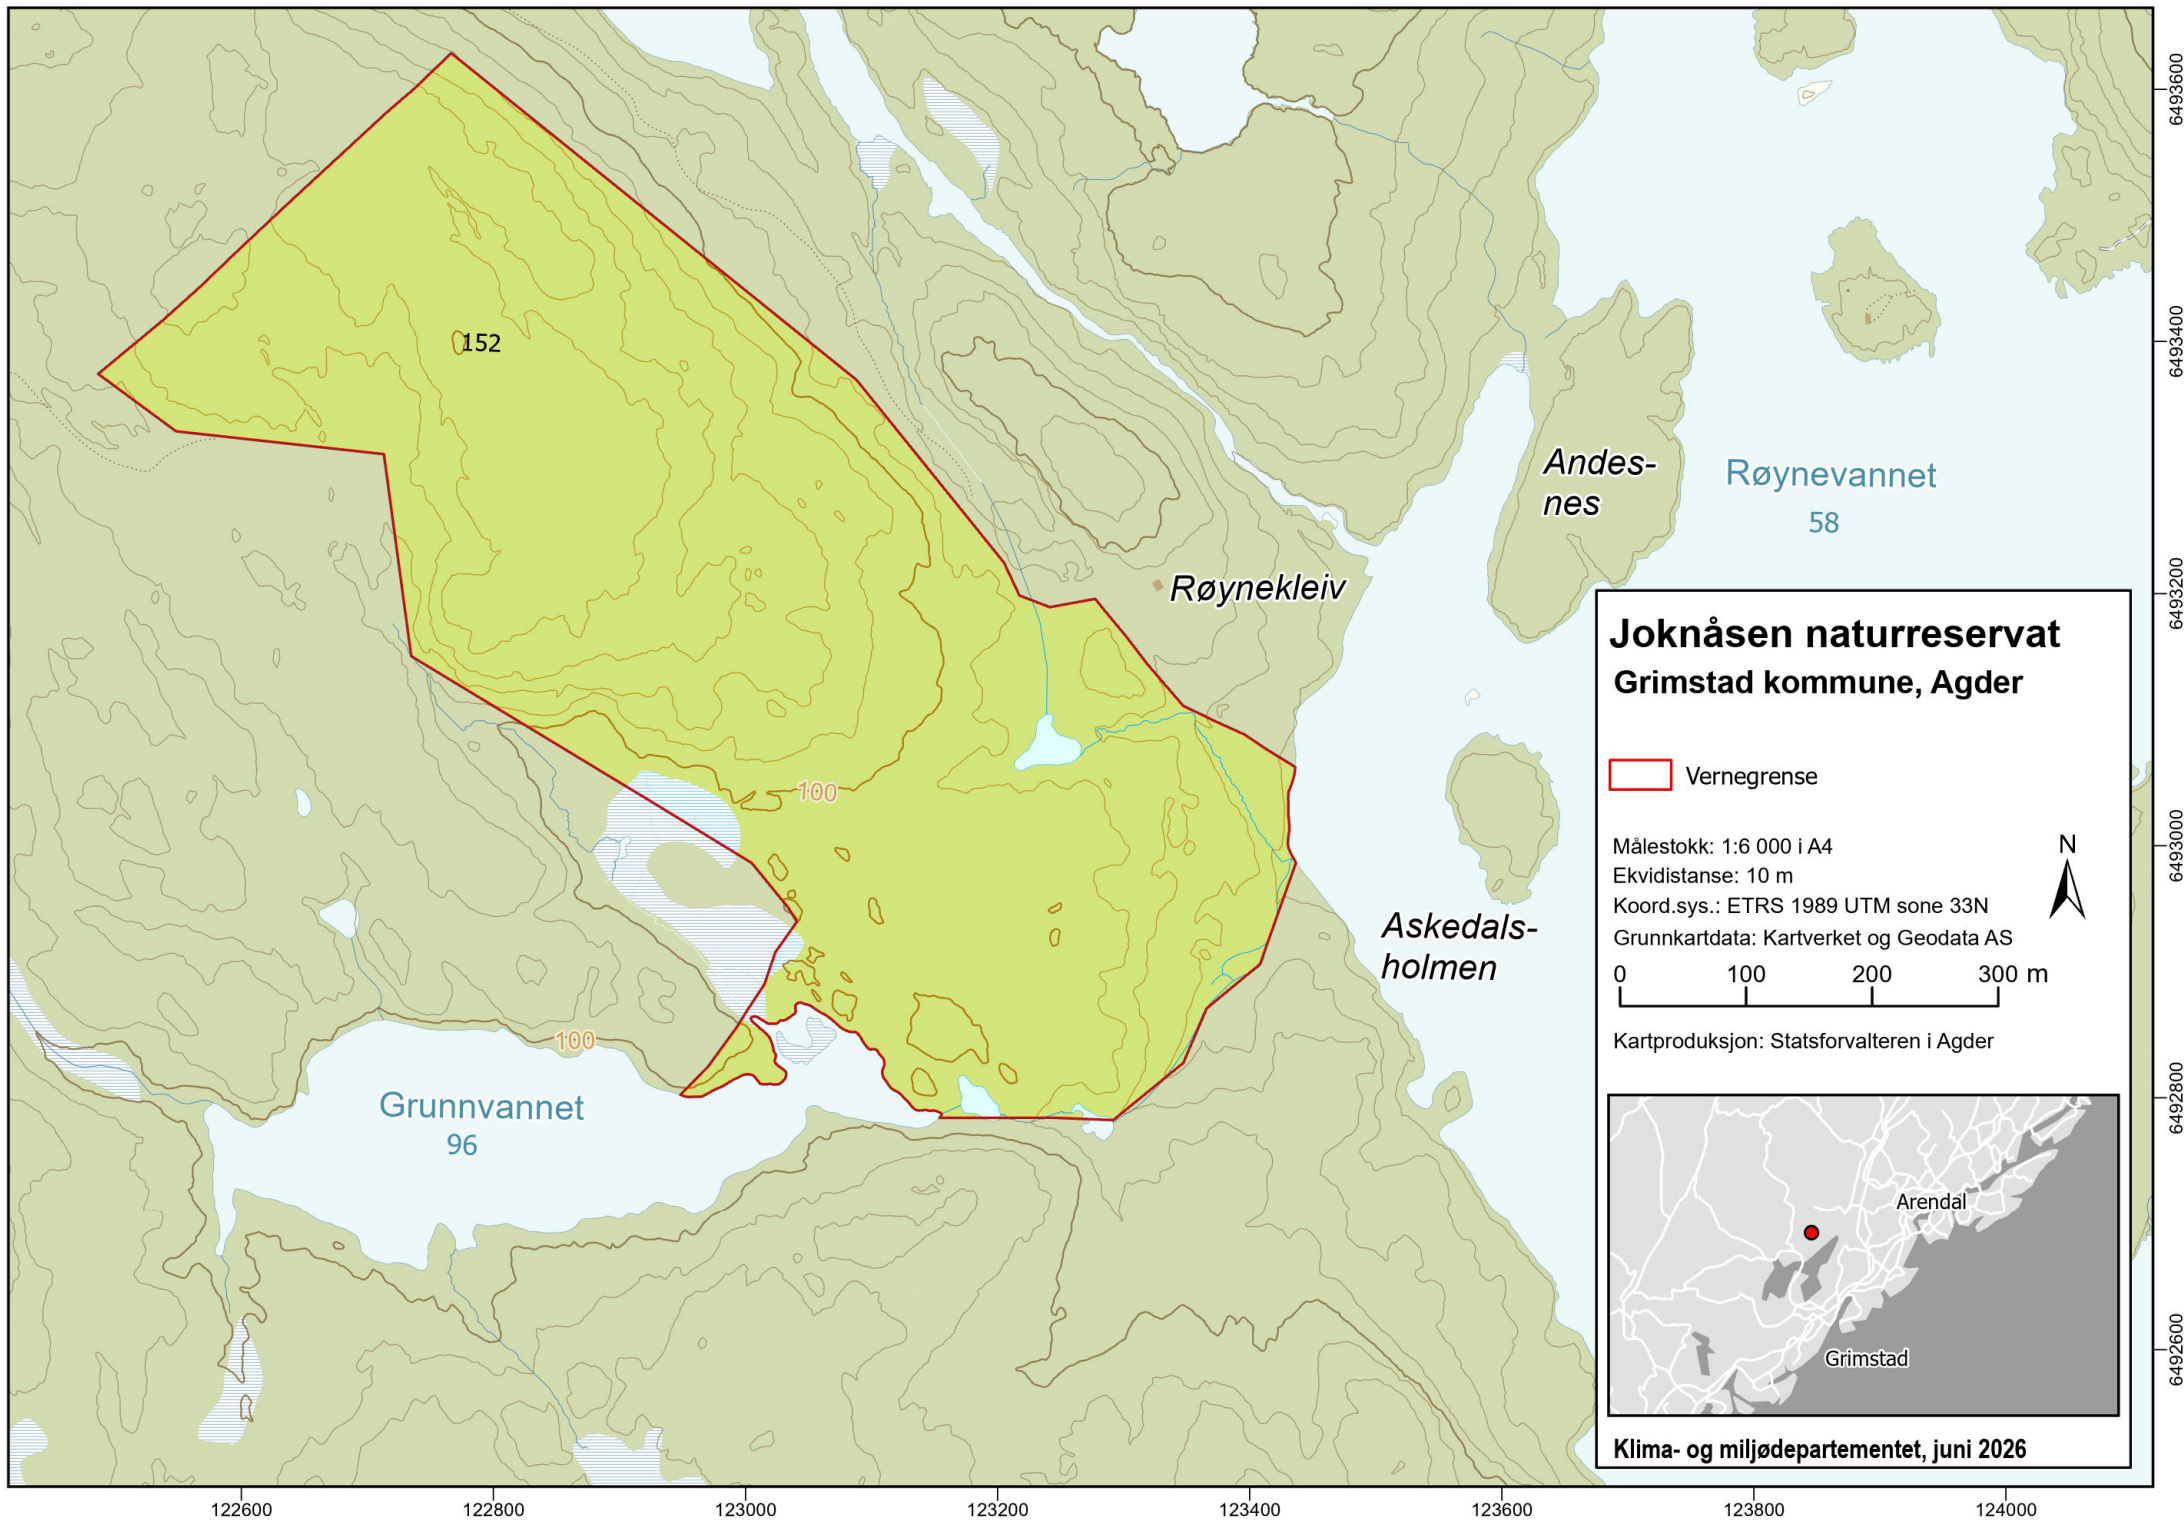 152
Andes-
nes
Røynevannet
58
Røynekleiv
100
Askedals-
holmen
100
Grunnvannet
96
Joknåsen naturreservat
Grimstad kommune, Agder
Vernegrense
Målestokk: 1:6 000 i A4
Ekvidistanse: 10 m
Koord.sys.: ETRS 1989 UTM sone 33N
Grunnkartdata: Kartverket og Geodata AS
N
0 100 200 300 m
Kartproduksjon: Statsforvalteren i Agder
Arendal
Grimstad
Klima- og miljødepartementet, juni 2026
6493600
6493400
6493200
6493000
6492800
6492600
122600 122800 123000 123200 123400 123600 123800 124000